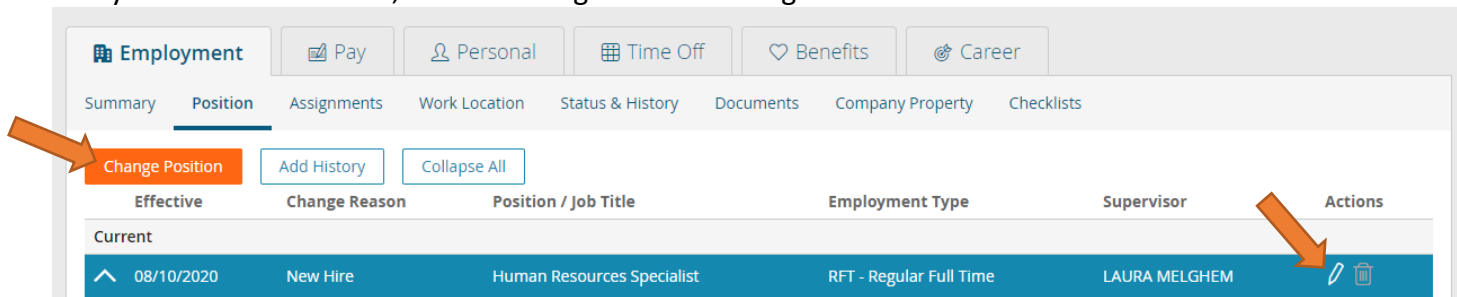 Employment Pay Personal Time Off Benefits Career
Summary Position Assignments Work Location Status & History Documents Company Property Checklists
Change Position Add History Collapse All
Effective Change Reason Position / Job Title Employment Type Supervisor Actions
Current
08/10/2020 New Hire Human Resources Specialist RFT - Regular Full Time LAURA MELGHEM